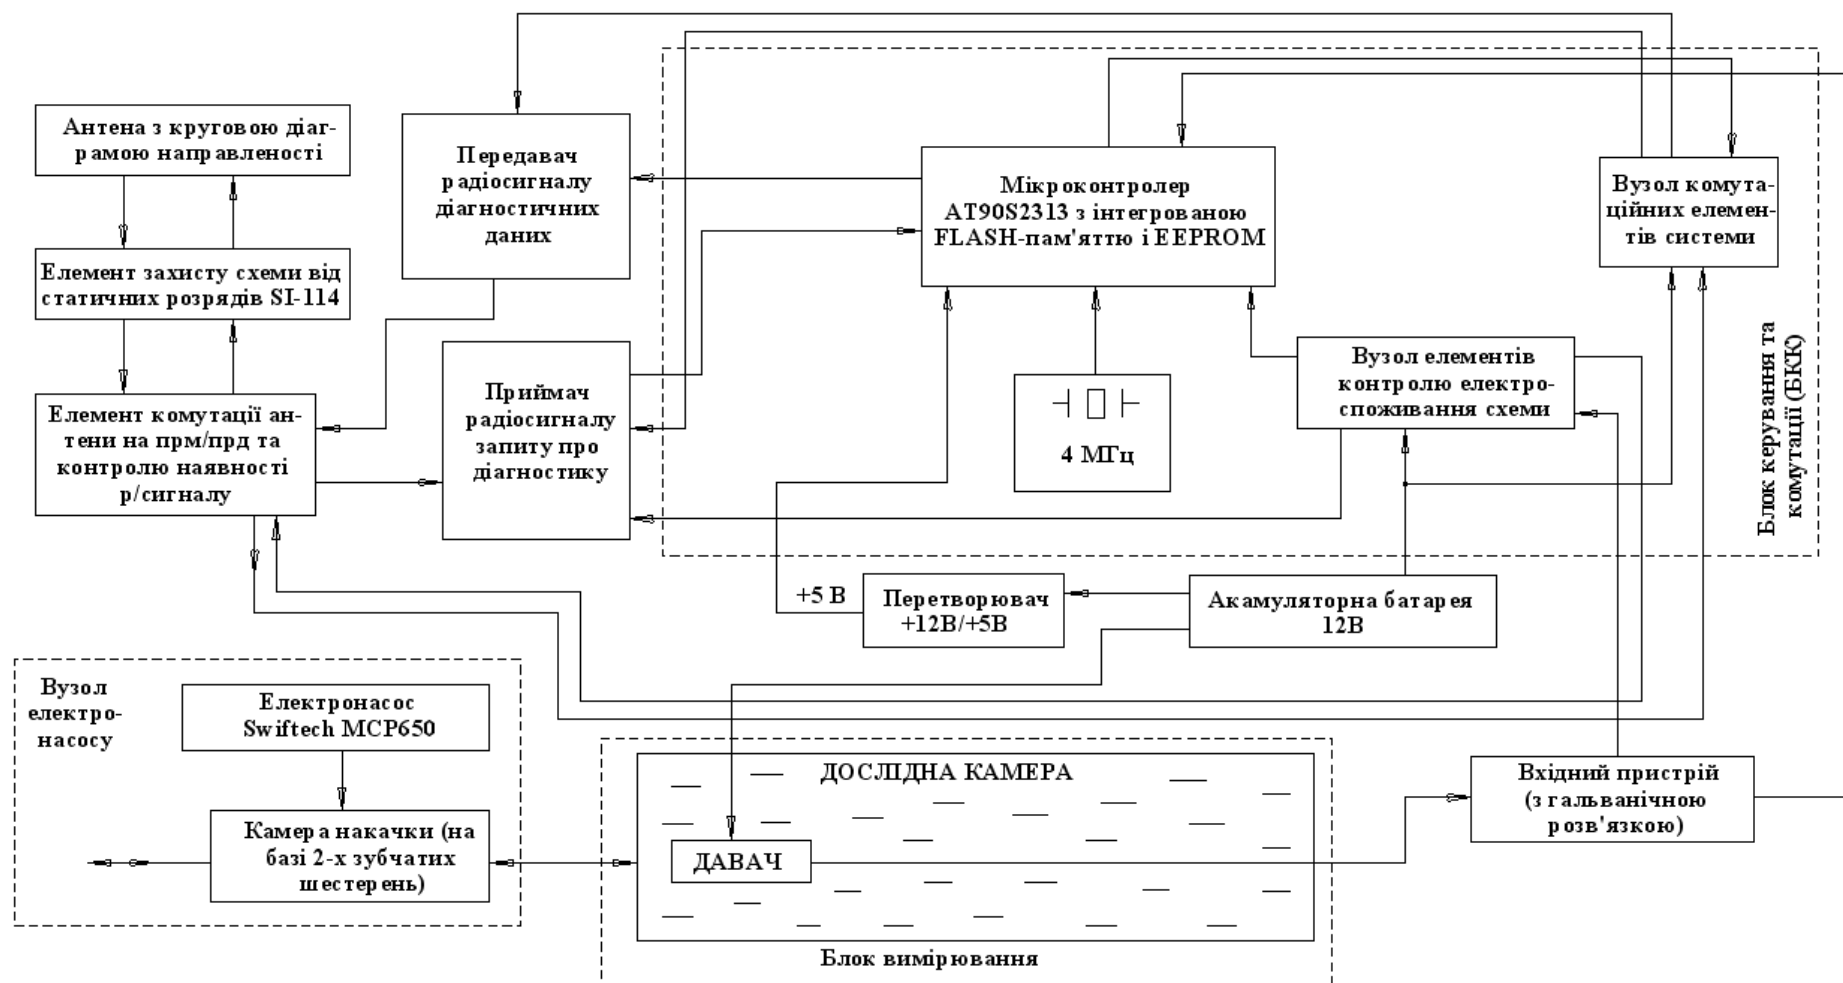 Антена з круговою діаг-
рамою направленості
Елемент захисту схеми від
статичних розрядів SI-114
Елемент комутації ан-
тени на прм/прд та
контролю наявності
р/сигналу
Передавач
радіосигналу
діагностичних
даних
Приймач
радіосигналу
запиту про
діагностику
Мікроконтролер
AT90S2313 з інтегрованою
FLASH-пам'яттю і EEPROM
4 МГц
Вузол комута-
ційних елемен-
тів системи
Вузол елементів
контролю електро-
споживання схеми
Блок керування та
комутації (БКК)
+5 В
Перетворювач
+12В/+5В
Акамуляторна батарея
12В
Вузол
електро-
насосу
Електронасос
Swiftech MCP650
Камера накачки (на
базі 2-х зубчатих
шестерень)
ДОСЛІДНА КАМЕРА
ДАВАЧ
Блок вимірювання
Вхідний пристрій
(з гальванічною
розв'язкою)